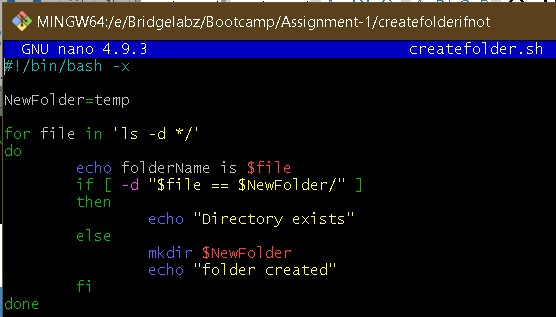 MINGW64:/e/Bridgelabz/Bootcamp/Assignment-1/createfolderifnot
GNU nano 4.9.3 createfolder.sh
#!/bin/bash -x
NewFolder=temp
for file in 'ls -d */'
do
echo folderName is $file
if [ -d "$file == $NewFolder/" ]
then
echo "Directory exists"
else
mkdir $NewFolder
echo "folder created"
fi
done